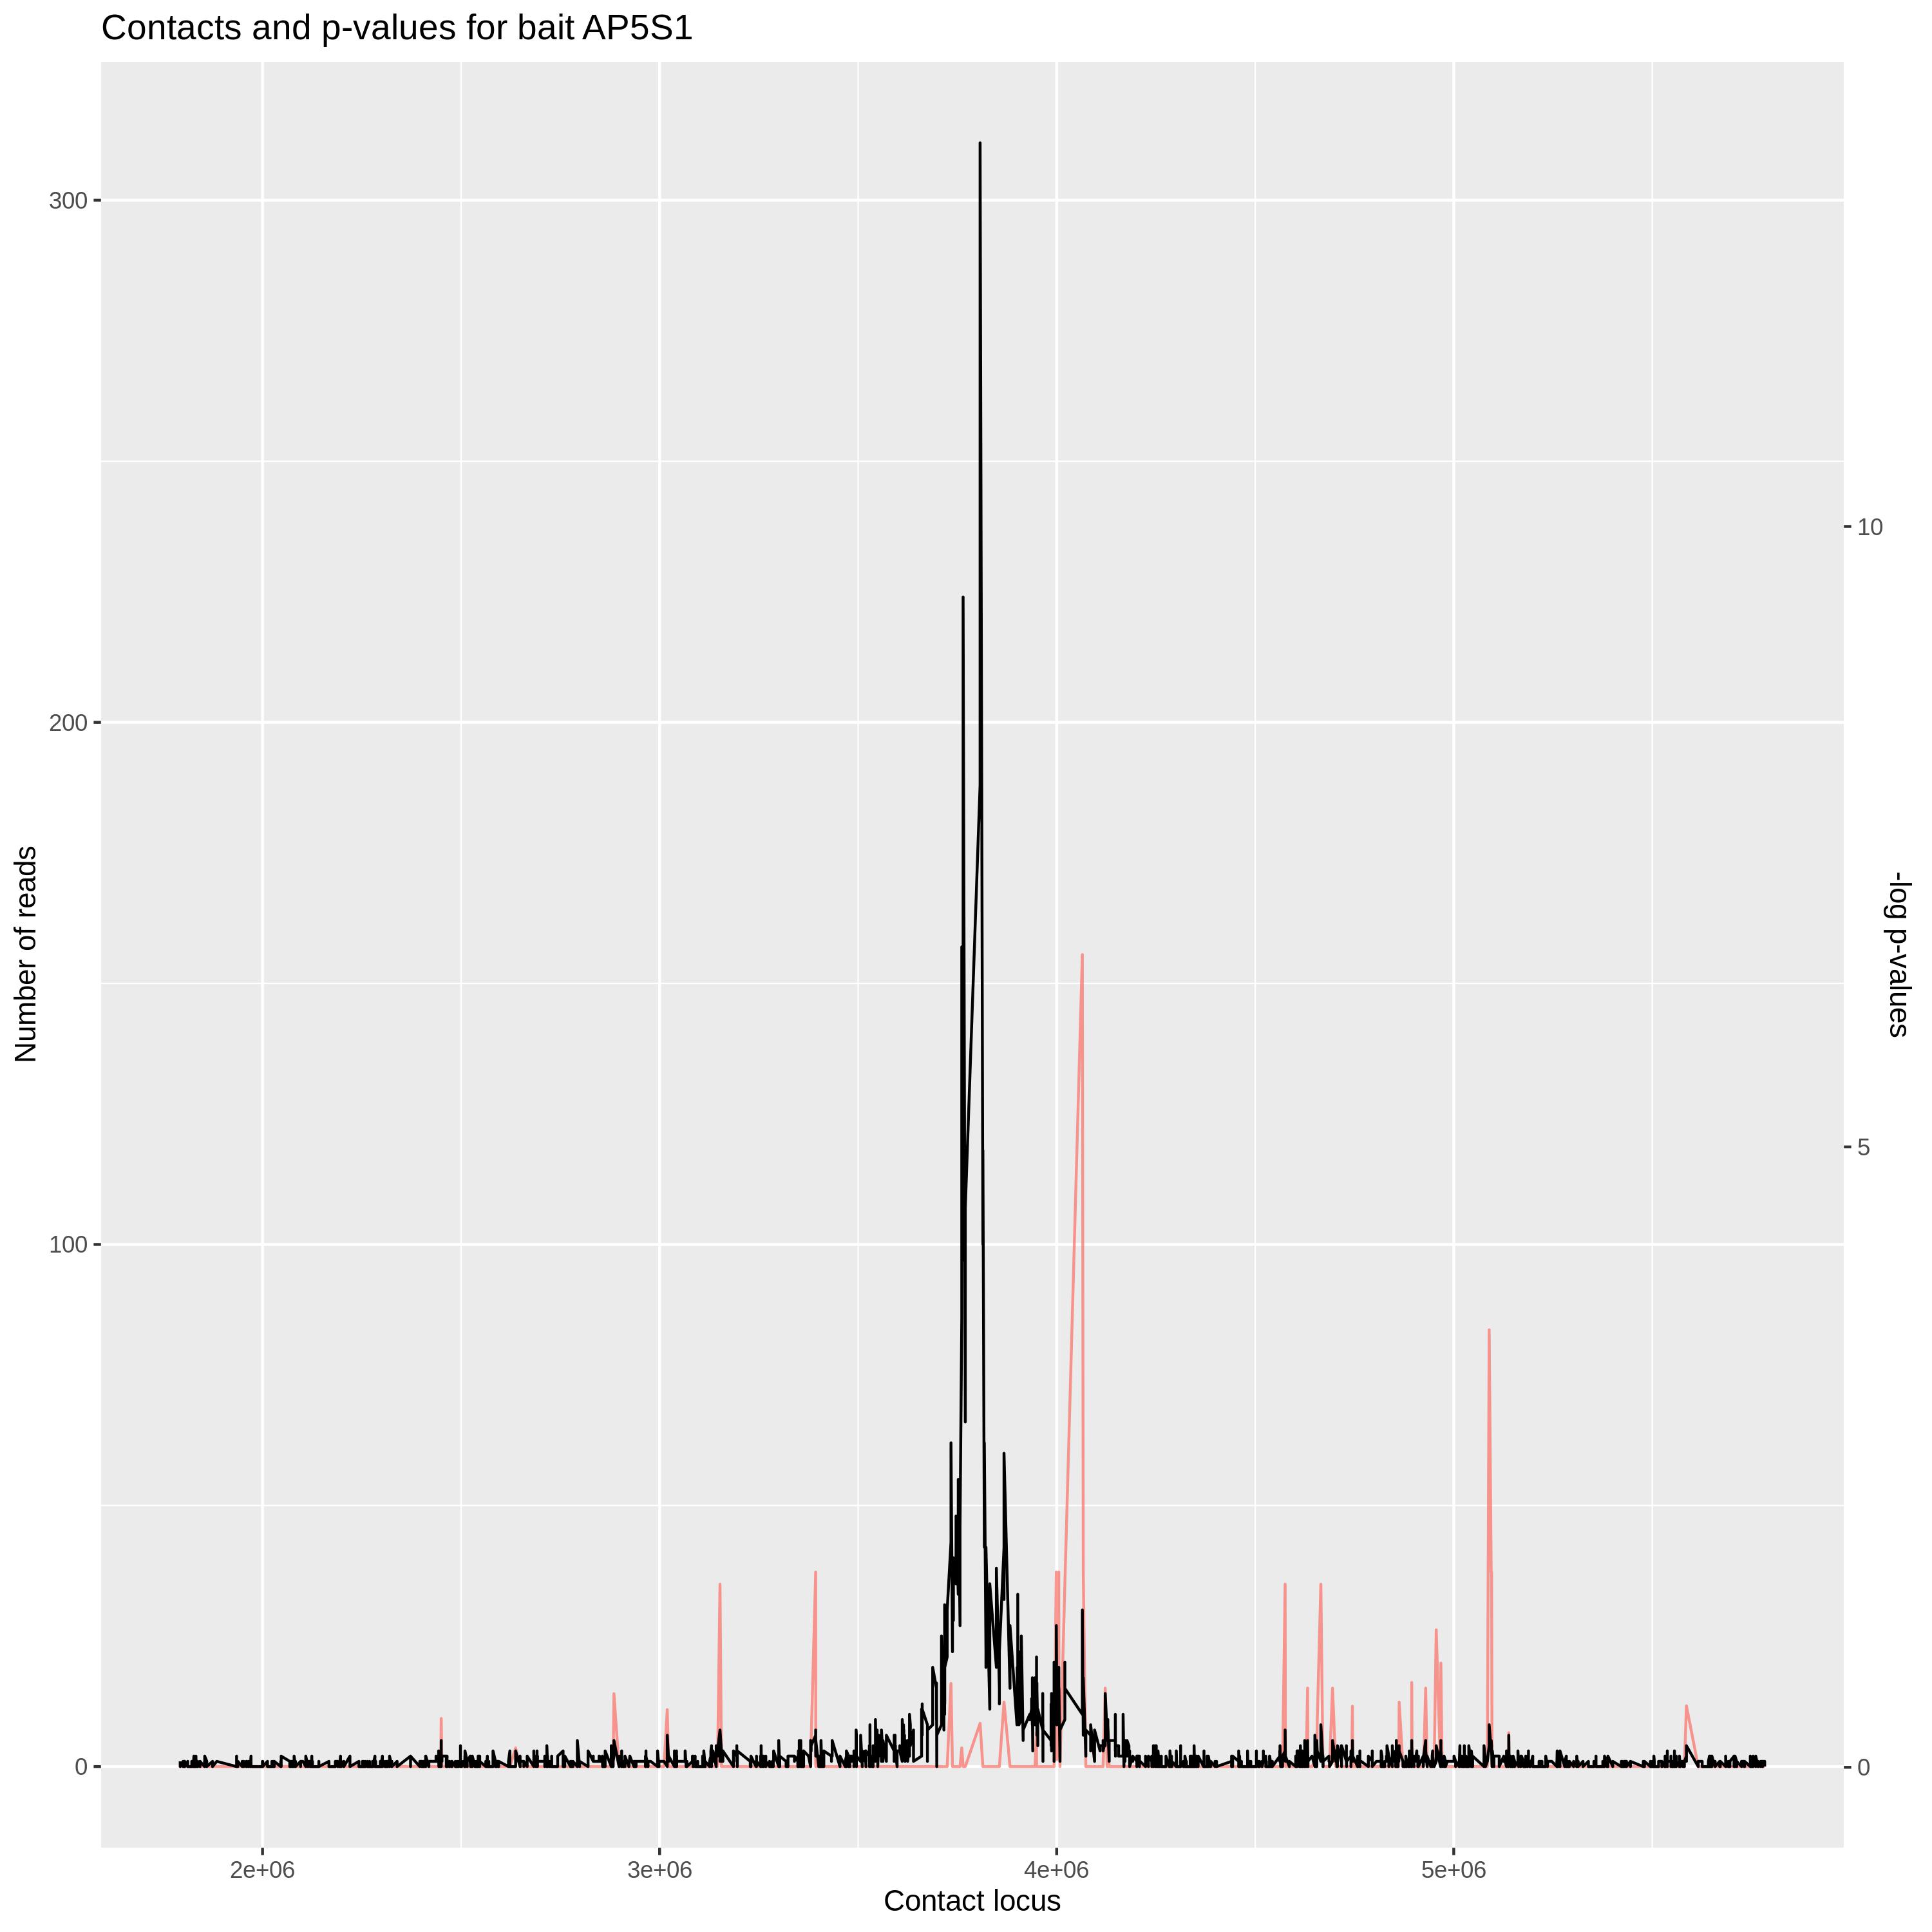 Contacts and p-values for bait AP5S1
300
200
100
0
Number of reads
10
5
0
-log p-values
2e+06 3e+06 4e+06 5e+06
Contact locus